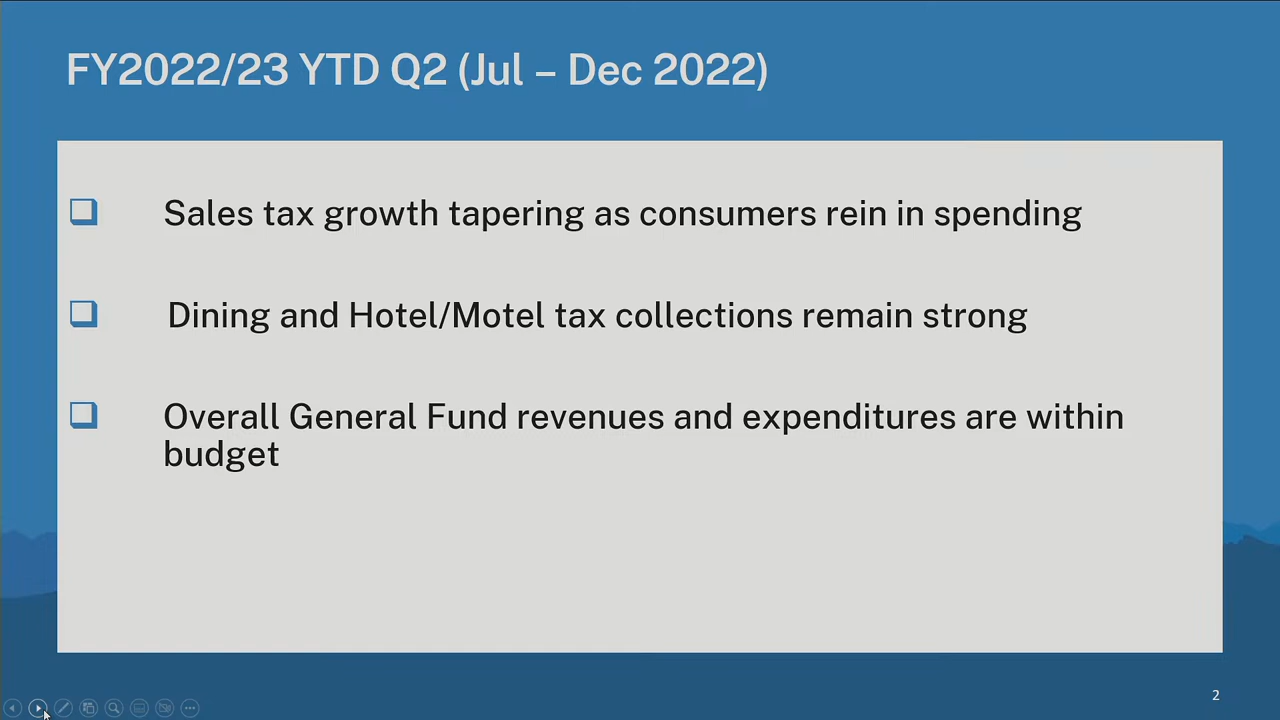 FY2022/23 YTD Q2 (Jul – Dec 2022)
Sales tax growth tapering as consumers rein in spending
Dining and Hotel/Motel tax collections remain strong
Overall General Fund revenues and expenditures are within
budget
2